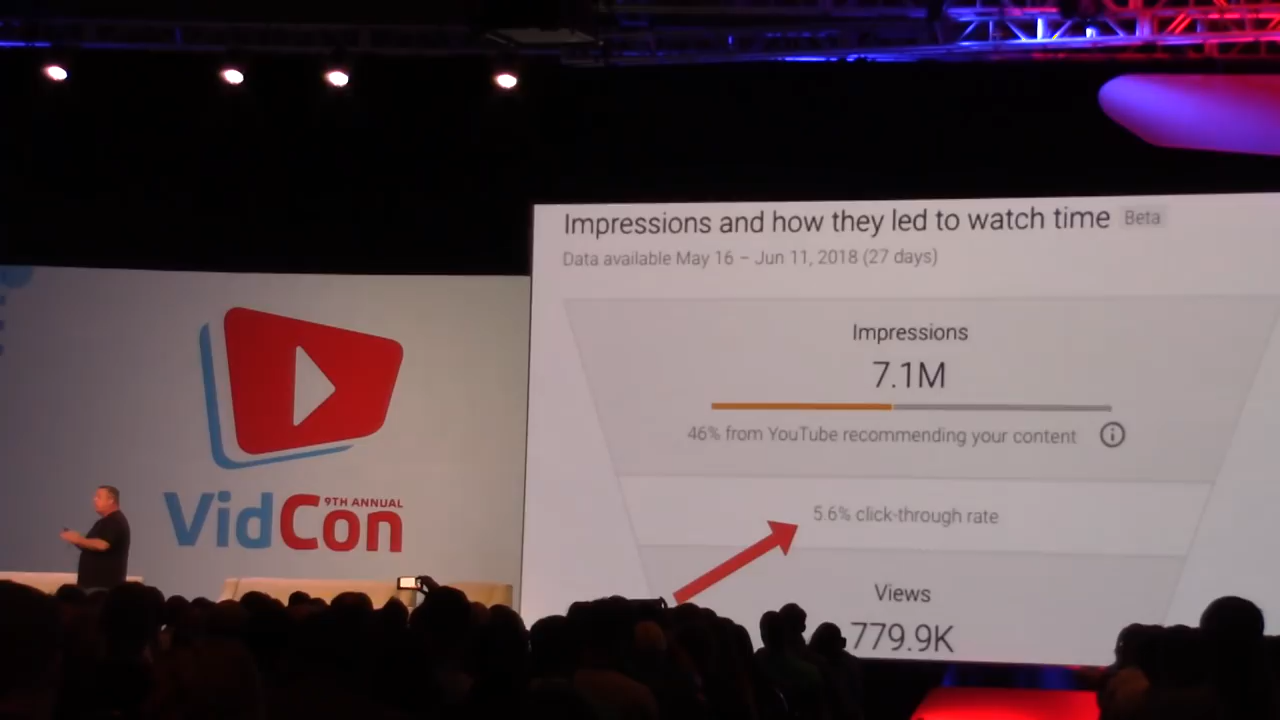 VidCon
9TH ANNUAL
Impressions and how they led to watch time Beta
Data available May 16 – Jun 11, 2018 (27 days)
Impressions
7.1M
46% from YouTube recommending your content
5.6% click-through rate
Views
779.9K